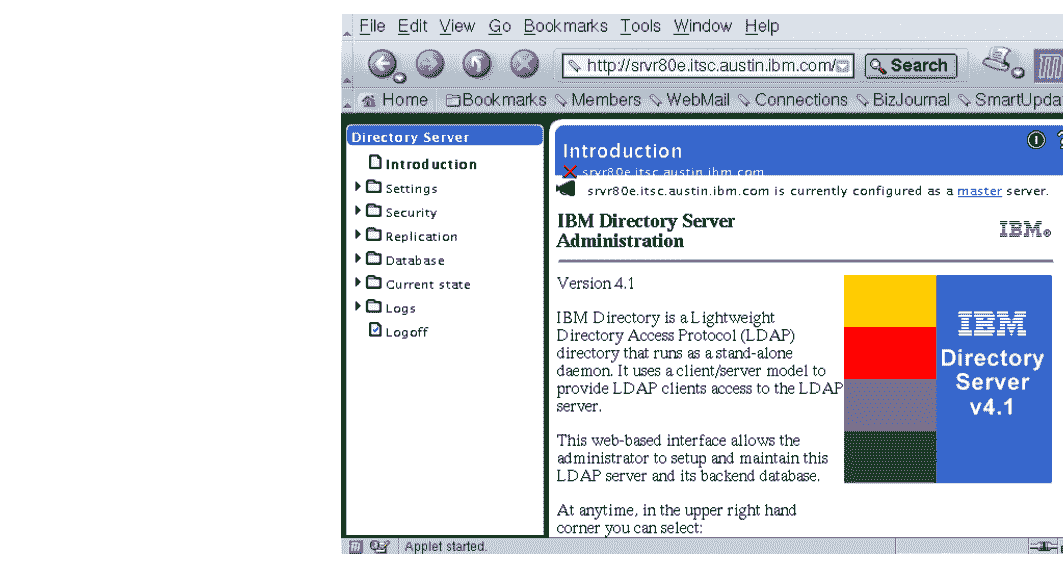 File Edit View Go Bookmarks Tools Window Help
http://srvr80e.itsc.austin.ibm.com/ Search
Home Bookmarks Members WebMail Connections BizJournal SmartUpda
Directory Server
Introduction
Settings
Security
Replication
Database
Current state
Logs
Logoff
Introduction
srvr80e.itsc.austin.ibm.com
srvr80e.itsc.austin.ibm.com is currently configured as a master server.
IBM Directory Server
Administration
IBM®
Version 4.1
IBM Directory is a Lightweight
Directory Access Protocol (LDAP)
directory that runs as a stand-alone
daemon. It uses a client/server model to
provide LDAP clients access to the LDAP
server.
This web-based interface allows the
administrator to setup and maintain this
LDAP server and its backend database.
At anytime, in the upper right hand
corner you can select:
IBM
Directory
Server
v4.1
Applet started.